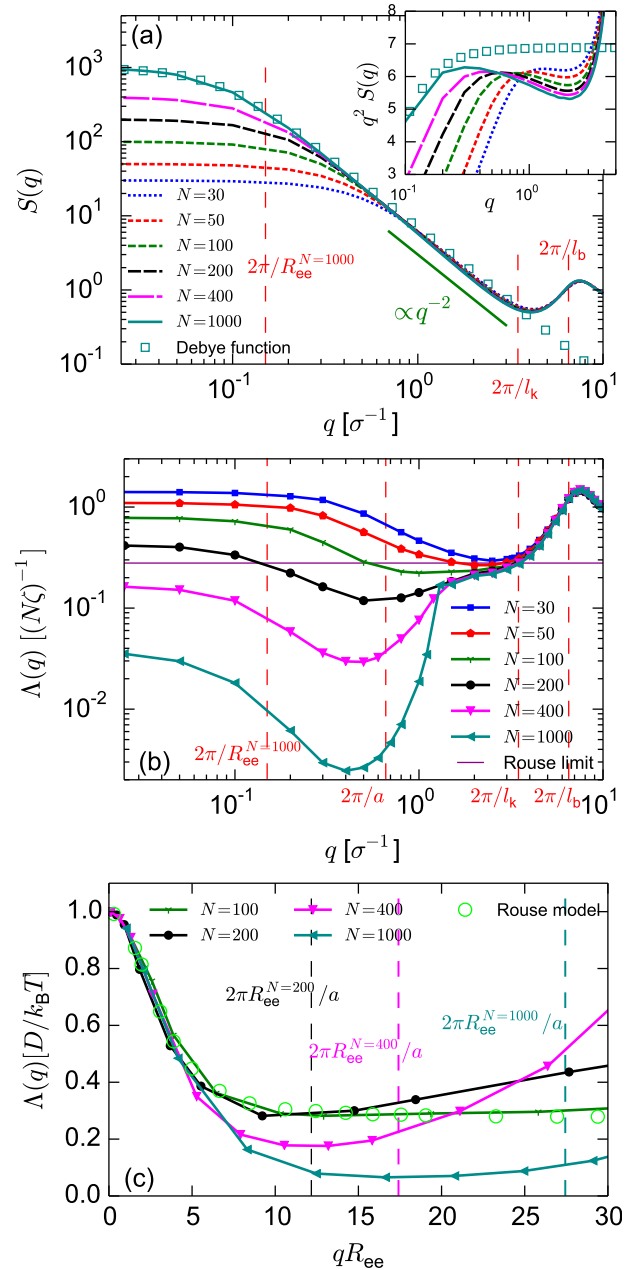 (a)
S(q)
10³
10²
10¹
10⁰
10⁻¹
N=30
N=50
N=100
N=200
N=400
N=1000
Debye function
2π/R_ee^{N=1000}
∝q⁻²
2π/l_b
2π/l_k
10⁻¹ 10⁰ 10¹
q [σ⁻¹]
q² S(q)
8
7
6
5
4
3
10⁻¹ 10⁰
q
Λ(q) [(Nζ)⁻¹]
10⁰
10⁻¹
10⁻²
N=30
N=50
N=100
N=200
N=400
N=1000
Rouse limit
(b)
2π/R_ee^{N=1000}
2π/a
2π/l_k
2π/l_b
10⁻¹ 10⁰ 10¹
q [σ⁻¹]
Λ(q)[D/k_BT]
1.0
0.8
0.6
0.4
0.2
0.0
N=100
N=200
N=400
N=1000
Rouse model
2πR_ee^{N=200}/a
2πR_ee^{N=400}/a
2πR_ee^{N=1000}/a
(c)
0 5 10 15 20 25 30
qR_ee